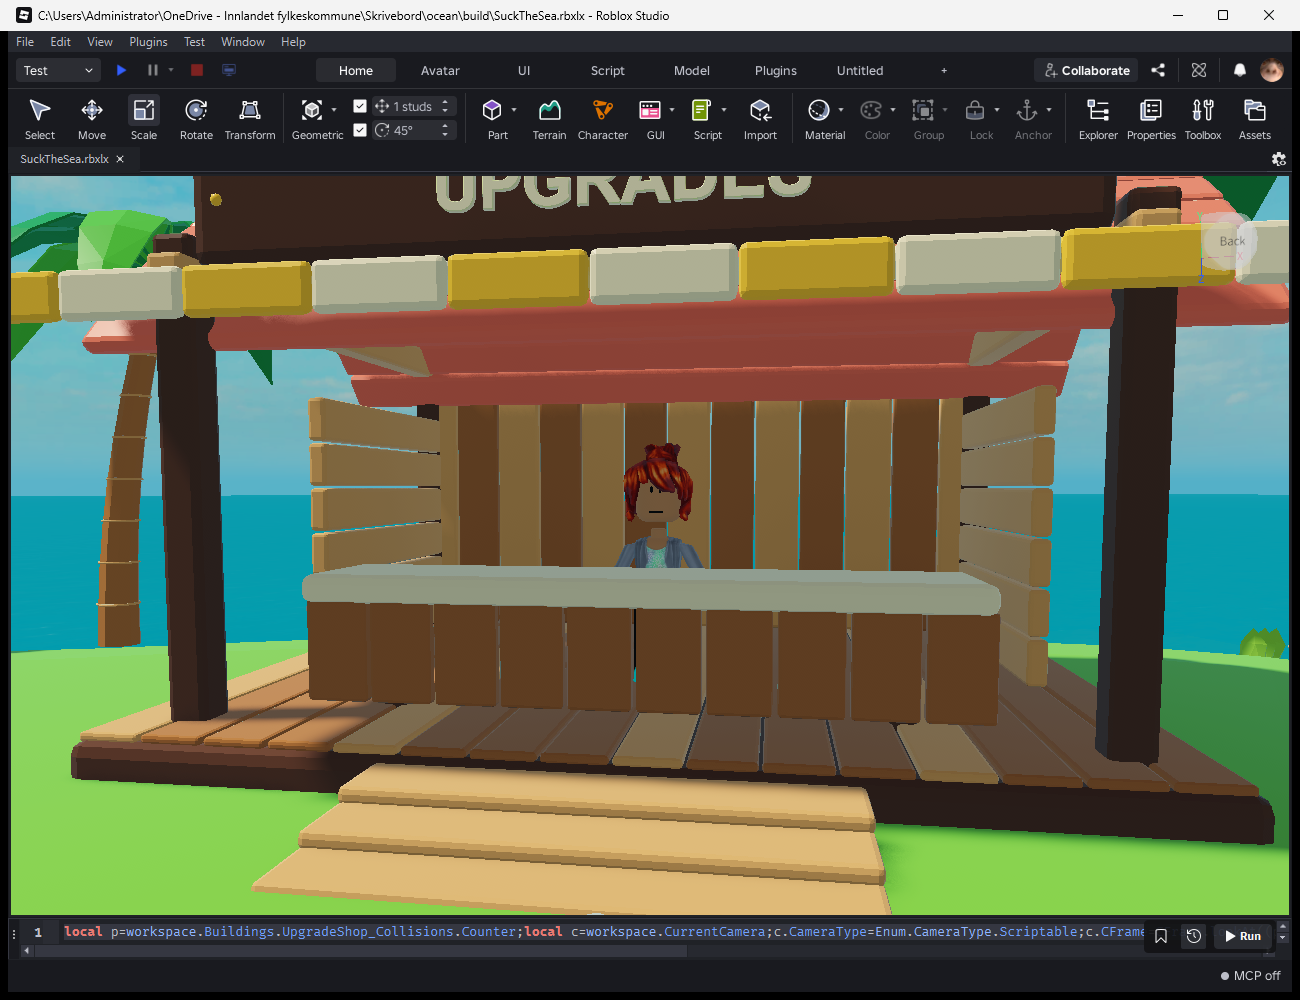 C:\Users\Administrator\OneDrive - Innlandet fylkeskommune\Skrivebord\ocean\build\SuckTheSea.rbxlx - Roblox Studio
File Edit View Plugins Test Window Help
Test Home Avatar UI Script Model Plugins Untitled + Collaborate
1 studs
45°
Select Move Scale Rotate Transform Geometric Part Terrain Character GUI Script Import Material Color Group Lock Anchor Explorer Properties Toolbox Assets
SuckTheSea.rbxlx
UPGRADES
Back
1 local p=workspace.Buildings.UpgradeShop_Collisions.Counter;local c=workspace.CurrentCamera;c.CameraType=Enum.CameraType.Scriptable;c.CFrame
Run
MCP off